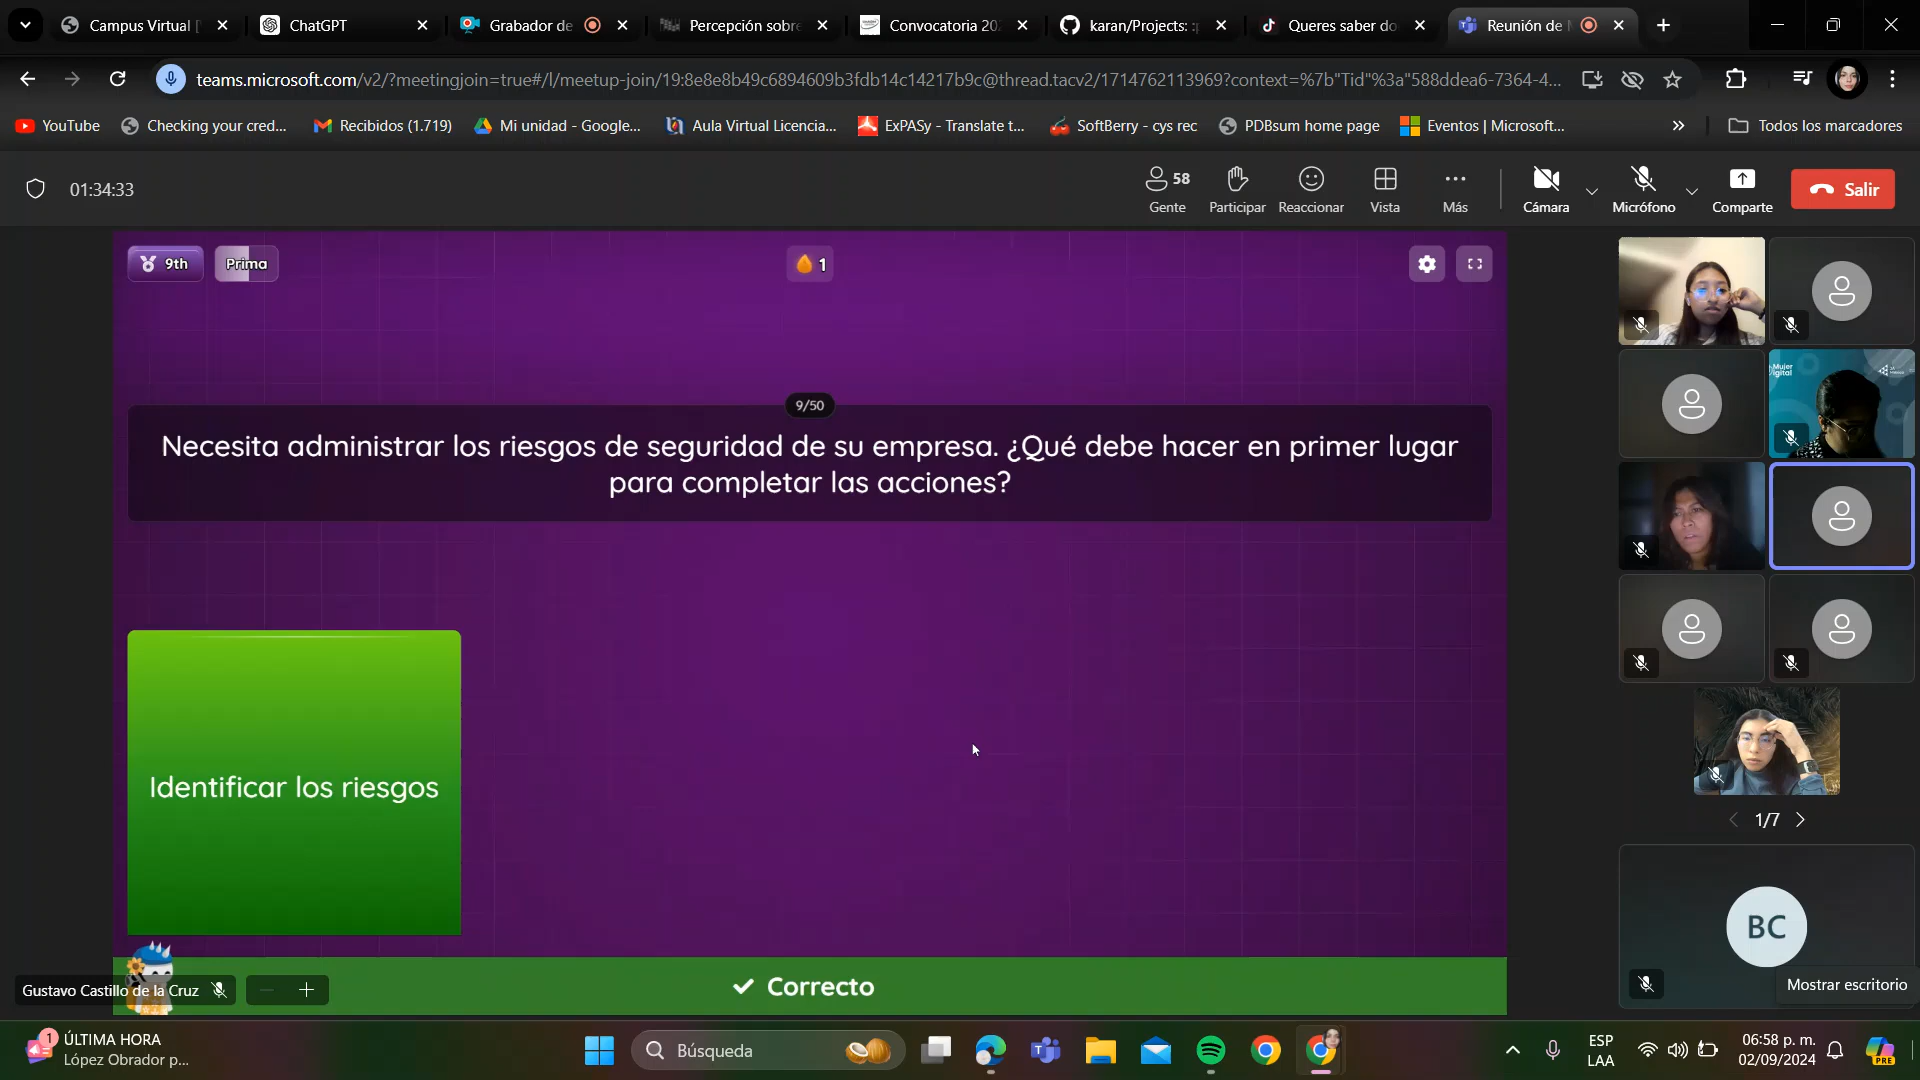 Campus Virtual [
ChatGPT
Grabador de
Percepción sobre
Convocatoria 202
karan/Projects: :p
Queres saber do
Reunión de M
teams.microsoft.com/v2/?meetingjoin=true#/l/meetup-join/19:8e8e8b49c6894609b3fdb14c14217b9c@thread.tacv2/1714762113969?context=%7b"Tid"%3a"588ddea6-7364-4...
YouTube
Checking your cred...
Recibidos (1.719)
Mi unidad - Google...
Aula Virtual Licencia...
ExPASy - Translate t...
SoftBerry - cys rec
PDBsum home page
Eventos | Microsoft...
»
Todos los marcadores
01:34:33
58
Gente
Participar
Reaccionar
Vista
Más
Cámara
Micrófono
Comparte
Salir
9th
Prima
1
9/50
Necesita administrar los riesgos de seguridad de su empresa. ¿Qué debe hacer en primer lugar
para completar las acciones?
Identificar los riesgos
Correcto
Gustavo Castillo de la Cruz
Mujer
Digital
1/7
BC
Mostrar escritorio
1
ÚLTIMA HORA
López Obrador p...
Búsqueda
ESP
LAA
06:58 p. m.
02/09/2024
PRE